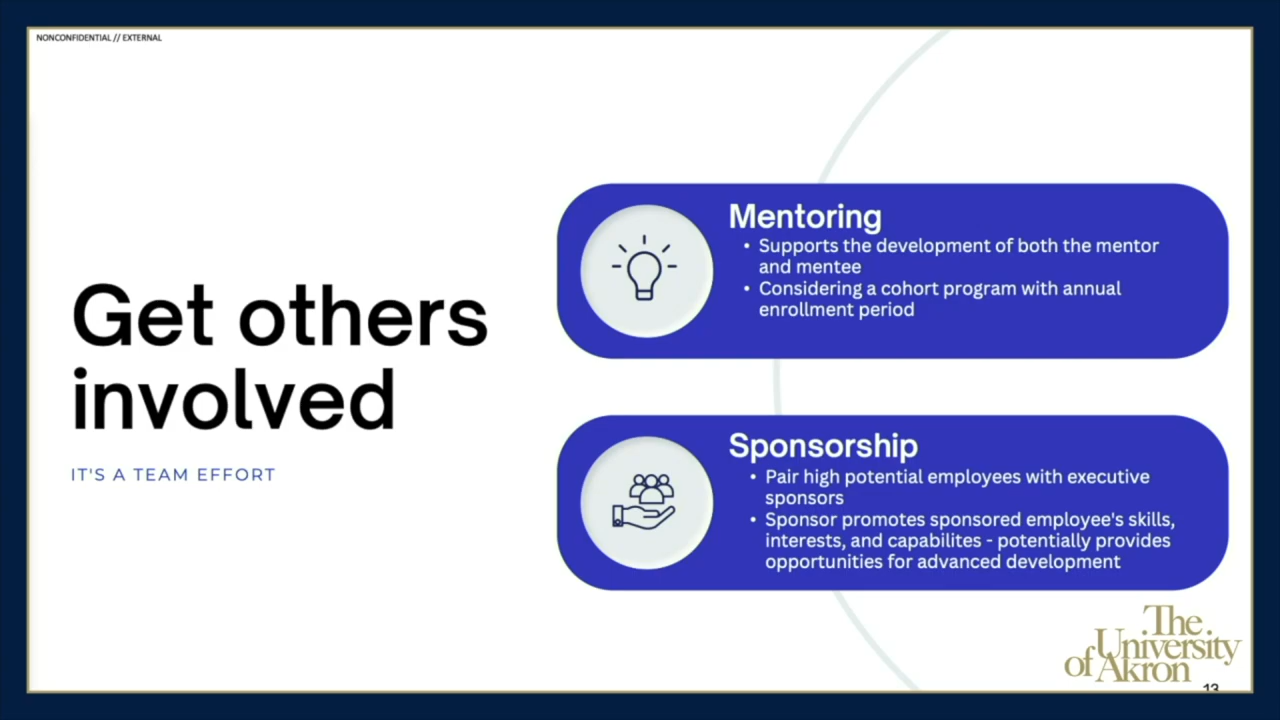 NONCONFIDENTIAL // EXTERNAL
Get others
involved
IT'S A TEAM EFFORT
Mentoring
• Supports the development of both the mentor
and mentee
• Considering a cohort program with annual
enrollment period
Sponsorship
• Pair high potential employees with executive
sponsors
• Sponsor promotes sponsored employee's skills,
interests, and capabilites - potentially provides
opportunities for advanced development
The
University
of Akron
13